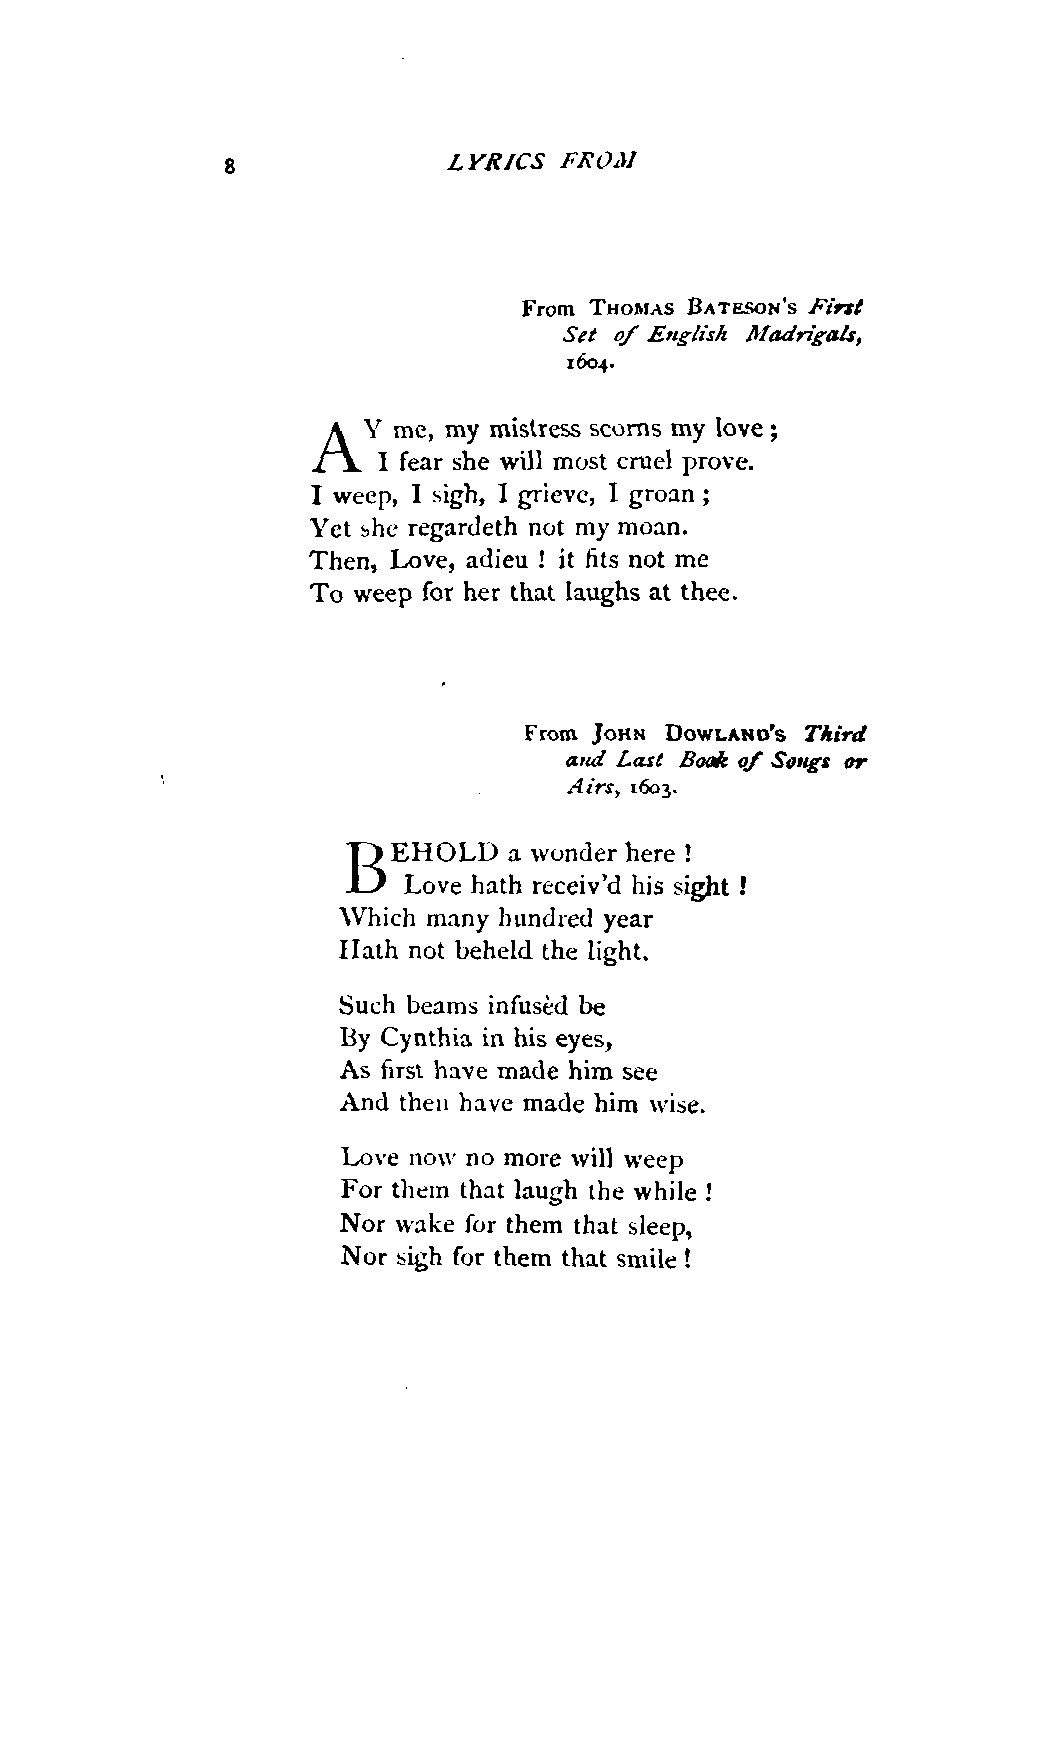 8 LYRICS FROM
From THOMAS BATESON'S First
Set of English Madrigals,
1604.
AY me, my mistress scorns my love ;
I fear she will most cruel prove.
I weep, I sigh, I grieve, I groan ;
Yet she regardeth not my moan.
Then, Love, adieu ! it fits not me
To weep for her that laughs at thee.
From JOHN DOWLAND'S Third
and Last Book of Songs or
Airs, 1603.
BEHOLD a wonder here !
Love hath receiv'd his sight !
Which many hundred year
Hath not beheld the light.
Such beams infusèd be
By Cynthia in his eyes,
As first have made him see
And then have made him wise.
Love now no more will weep
For them that laugh the while !
Nor wake for them that sleep,
Nor sigh for them that smile !